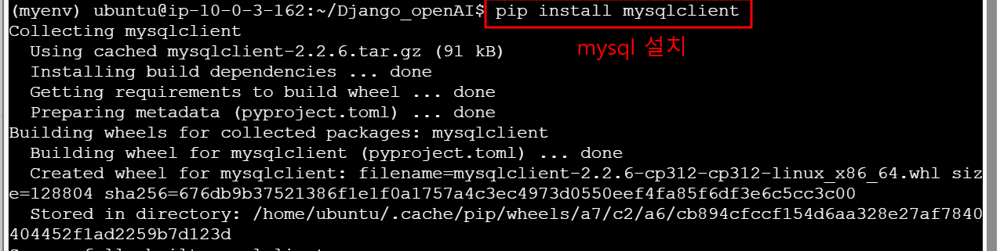 (myenv) ubuntu@ip-10-0-3-162:~/Django_openAI$ pip install mysqlclient
Collecting mysqlclient
mysql 설치
  Using cached mysqlclient-2.2.6.tar.gz (91 kB)
  Installing build dependencies ... done
  Getting requirements to build wheel ... done
  Preparing metadata (pyproject.toml) ... done
Building wheels for collected packages: mysqlclient
  Building wheel for mysqlclient (pyproject.toml) ... done
  Created wheel for mysqlclient: filename=mysqlclient-2.2.6-cp312-cp312-linux_x86_64.whl siz
e=128804 sha256=676db9b37521386f1e1f0a1757a4c3ec4973d0550eef4fa85f6df3e6c5cc3c00
  Stored in directory: /home/ubuntu/.cache/pip/wheels/a7/c2/a6/cb894cfccf154d6aa328e27af7840
404452f1ad2259b7d123d